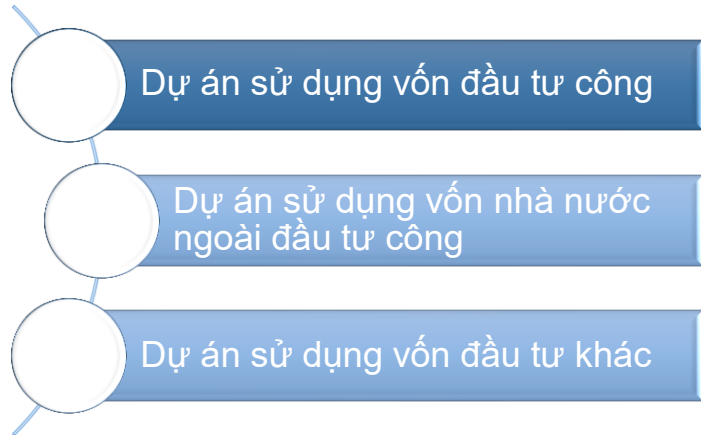 Dự án sử dụng vốn đầu tư công
Dự án sử dụng vốn nhà nước
ngoài đầu tư công
Dự án sử dụng vốn đầu tư khác